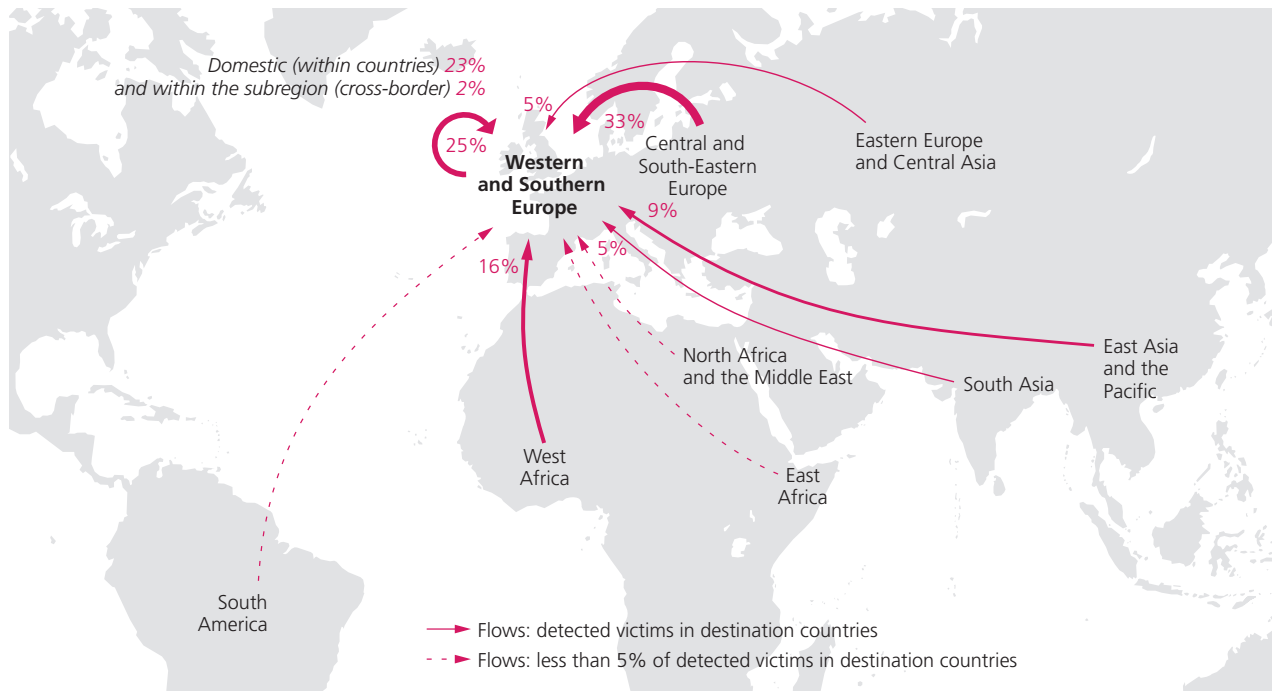 Domestic (within countries) 23%
and within the subregion (cross-border) 2%
5%
33%
25%
Central and
South-Eastern
Europe
Eastern Europe
and Central Asia
Western
and Southern
Europe
9%
5%
16%
North Africa
and the Middle East
East Asia
and the
Pacific
South Asia
West
Africa
East
Africa
South
America
Flows: detected victims in destination countries
Flows: less than 5% of detected victims in destination countries